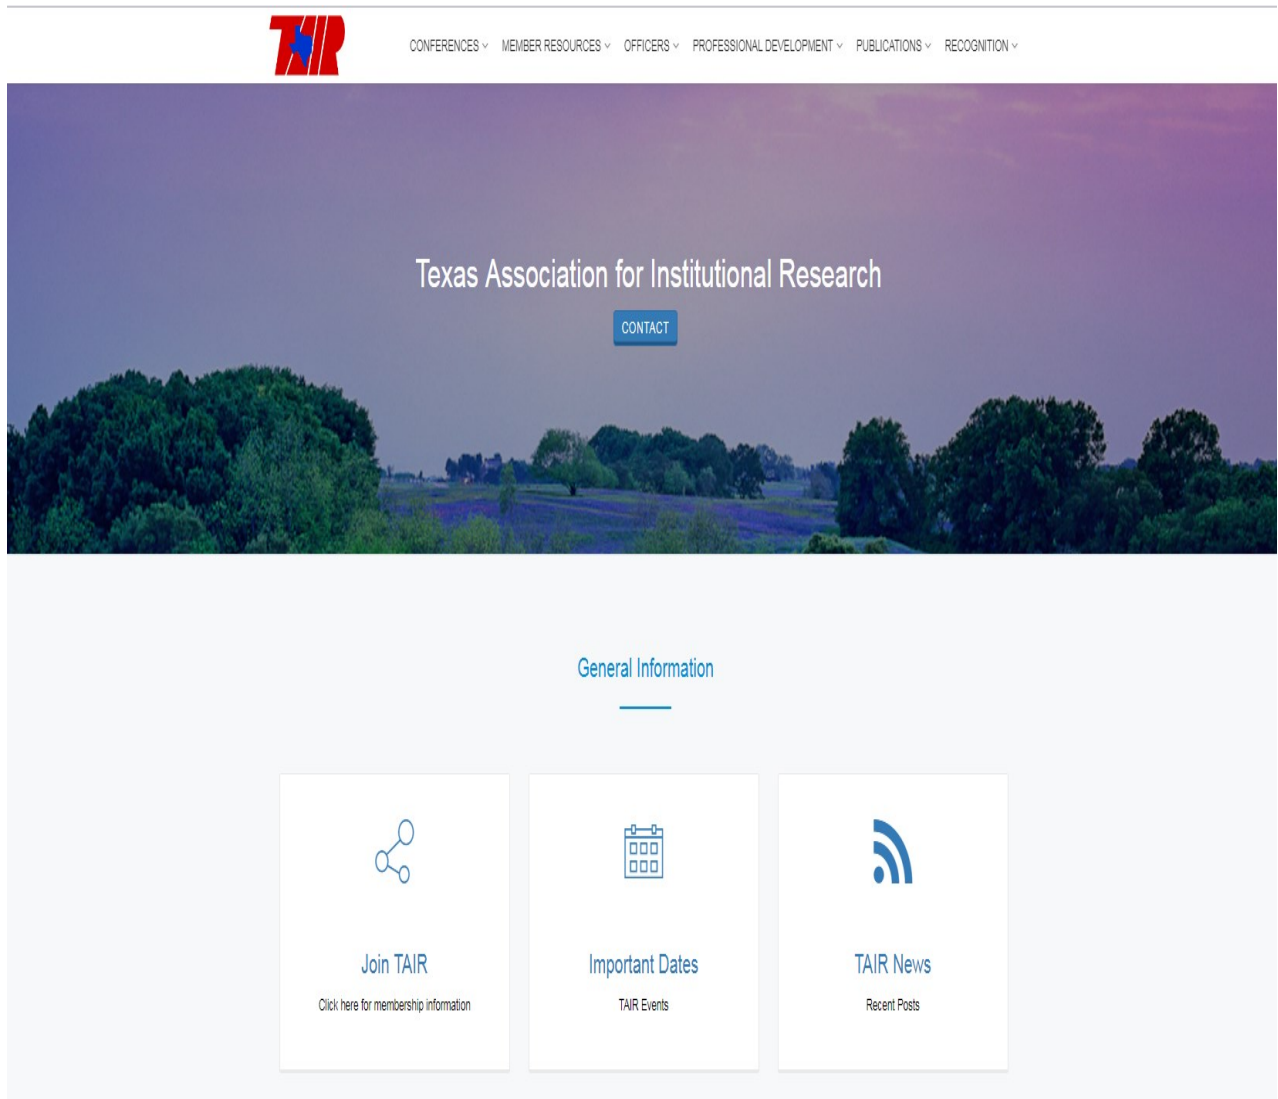 TAIR
CONFERENCES MEMBER RESOURCES OFFICERS PROFESSIONAL DEVELOPMENT PUBLICATIONS RECOGNITION
Texas Association for Institutional Research
CONTACT
General Information
Join TAIR
Click here for membership information
Important Dates
TAIR Events
TAIR News
Recent Posts